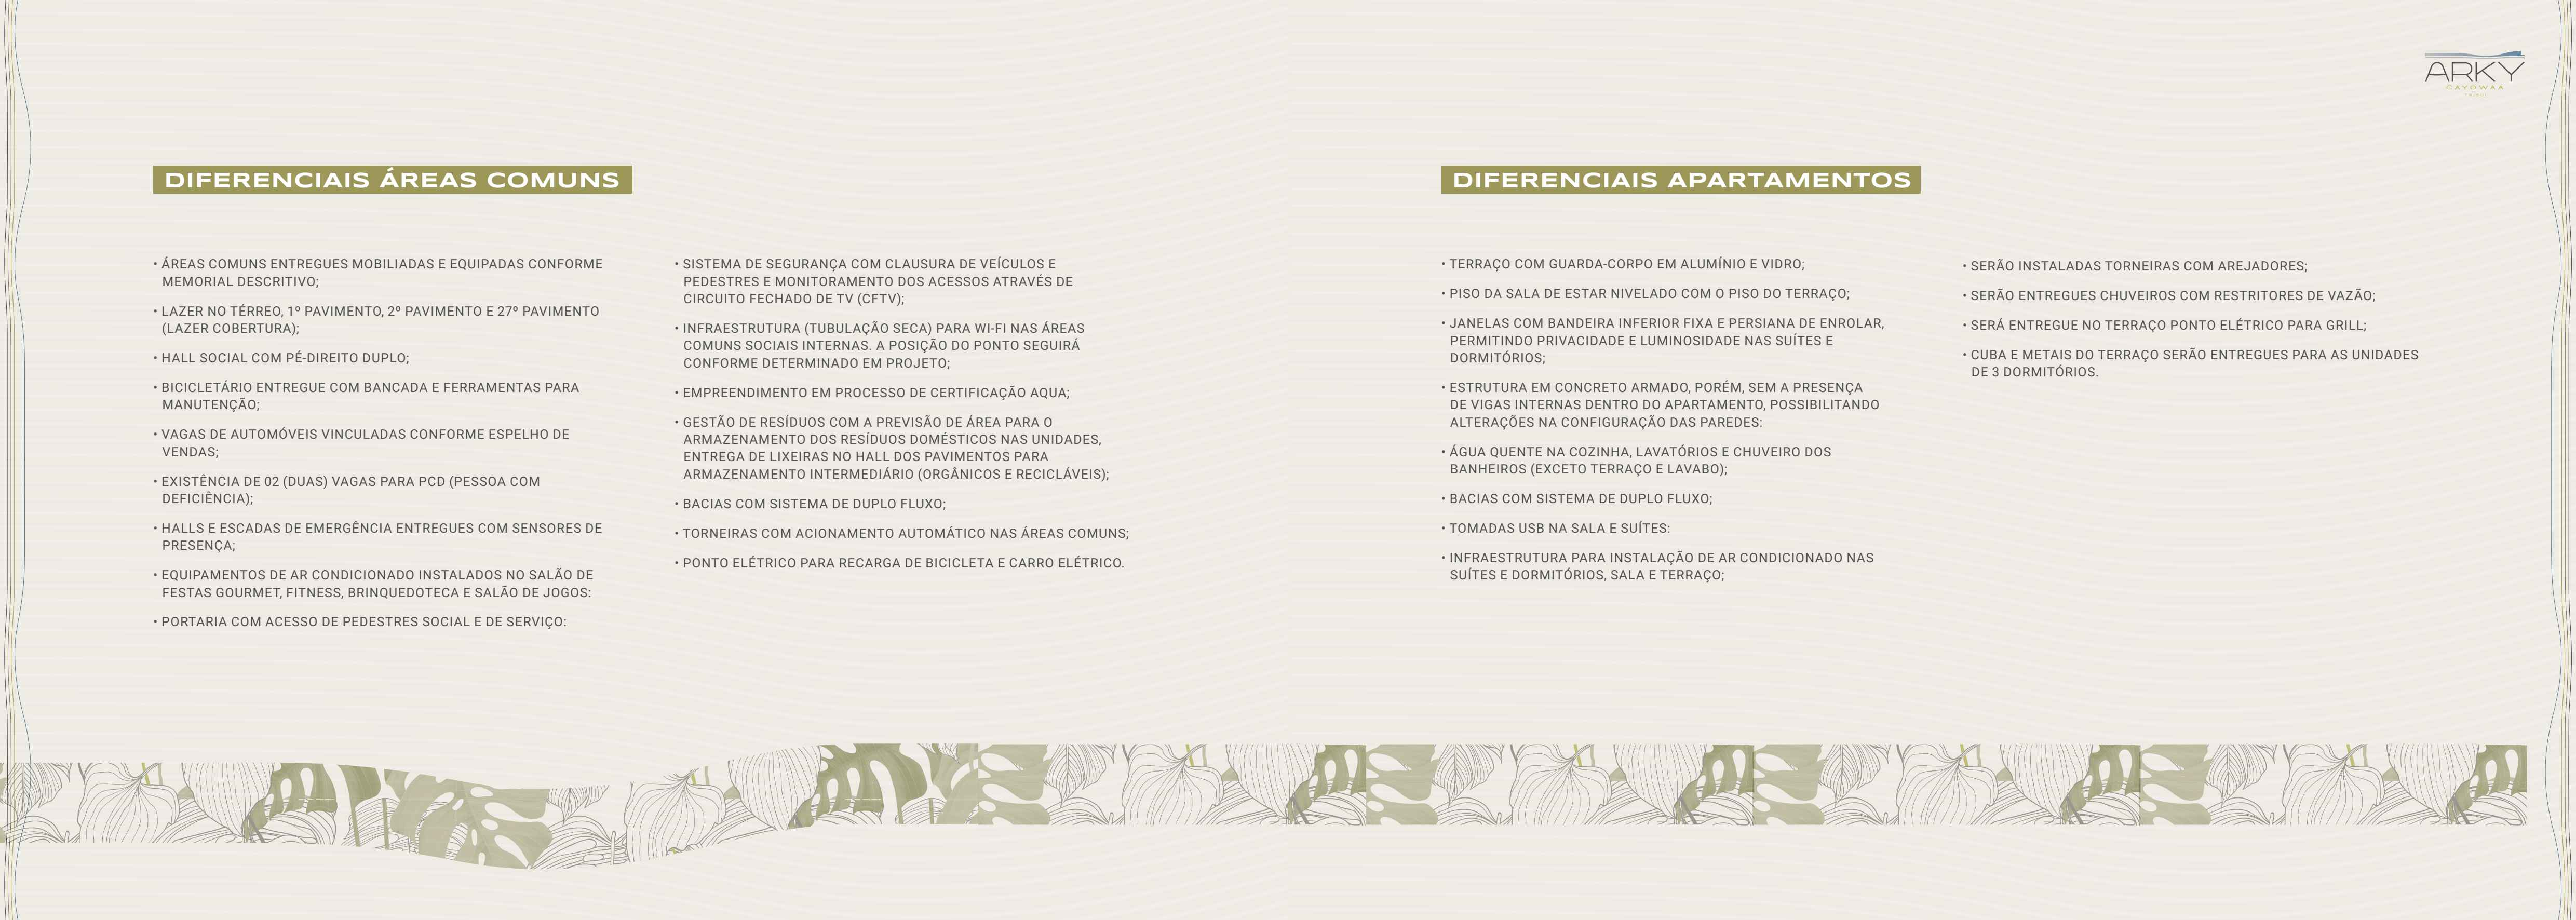 ARKY
CAYOWAÁ
DIFERENCIAIS ÁREAS COMUNS
• ÁREAS COMUNS ENTREGUES MOBILIADAS E EQUIPADAS CONFORME
MEMORIAL DESCRITIVO;
• LAZER NO TÉRREO, 1º PAVIMENTO, 2º PAVIMENTO E 27º PAVIMENTO
(LAZER COBERTURA);
• HALL SOCIAL COM PÉ-DIREITO DUPLO;
• BICICLETÁRIO ENTREGUE COM BANCADA E FERRAMENTAS PARA
MANUTENÇÃO;
• VAGAS DE AUTOMÓVEIS VINCULADAS CONFORME ESPELHO DE
VENDAS;
• EXISTÊNCIA DE 02 (DUAS) VAGAS PARA PCD (PESSOA COM
DEFICIÊNCIA);
• HALLS E ESCADAS DE EMERGÊNCIA ENTREGUES COM SENSORES DE
PRESENÇA;
• EQUIPAMENTOS DE AR CONDICIONADO INSTALADOS NO SALÃO DE
FESTAS GOURMET, FITNESS, BRINQUEDOTECA E SALÃO DE JOGOS:
• PORTARIA COM ACESSO DE PEDESTRES SOCIAL E DE SERVIÇO:
• SISTEMA DE SEGURANÇA COM CLAUSURA DE VEÍCULOS E
PEDESTRES E MONITORAMENTO DOS ACESSOS ATRAVÉS DE
CIRCUITO FECHADO DE TV (CFTV);
• INFRAESTRUTURA (TUBULAÇÃO SECA) PARA WI-FI NAS ÁREAS
COMUNS SOCIAIS INTERNAS. A POSIÇÃO DO PONTO SEGUIRÁ
CONFORME DETERMINADO EM PROJETO;
• EMPREENDIMENTO EM PROCESSO DE CERTIFICAÇÃO AQUA;
• GESTÃO DE RESÍDUOS COM A PREVISÃO DE ÁREA PARA O
ARMAZENAMENTO DOS RESÍDUOS DOMÉSTICOS NAS UNIDADES,
ENTREGA DE LIXEIRAS NO HALL DOS PAVIMENTOS PARA
ARMAZENAMENTO INTERMEDIÁRIO (ORGÂNICOS E RECICLÁVEIS);
• BACIAS COM SISTEMA DE DUPLO FLUXO;
• TORNEIRAS COM ACIONAMENTO AUTOMÁTICO NAS ÁREAS COMUNS;
• PONTO ELÉTRICO PARA RECARGA DE BICICLETA E CARRO ELÉTRICO.
DIFERENCIAIS APARTAMENTOS
• TERRAÇO COM GUARDA-CORPO EM ALUMÍNIO E VIDRO;
• PISO DA SALA DE ESTAR NIVELADO COM O PISO DO TERRAÇO;
• JANELAS COM BANDEIRA INFERIOR FIXA E PERSIANA DE ENROLAR,
PERMITINDO PRIVACIDADE E LUMINOSIDADE NAS SUÍTES E
DORMITÓRIOS;
• ESTRUTURA EM CONCRETO ARMADO, PORÉM, SEM A PRESENÇA
DE VIGAS INTERNAS DENTRO DO APARTAMENTO, POSSIBILITANDO
ALTERAÇÕES NA CONFIGURAÇÃO DAS PAREDES:
• ÁGUA QUENTE NA COZINHA, LAVATÓRIOS E CHUVEIRO DOS
BANHEIROS (EXCETO TERRAÇO E LAVABO);
• BACIAS COM SISTEMA DE DUPLO FLUXO;
• TOMADAS USB NA SALA E SUÍTES:
• INFRAESTRUTURA PARA INSTALAÇÃO DE AR CONDICIONADO NAS
SUÍTES E DORMITÓRIOS, SALA E TERRAÇO;
• SERÃO INSTALADAS TORNEIRAS COM AREJADORES;
• SERÃO ENTREGUES CHUVEIROS COM RESTRITORES DE VAZÃO;
• SERÁ ENTREGUE NO TERRAÇO PONTO ELÉTRICO PARA GRILL;
• CUBA E METAIS DO TERRAÇO SERÃO ENTREGUES PARA AS UNIDADES
DE 3 DORMITÓRIOS.